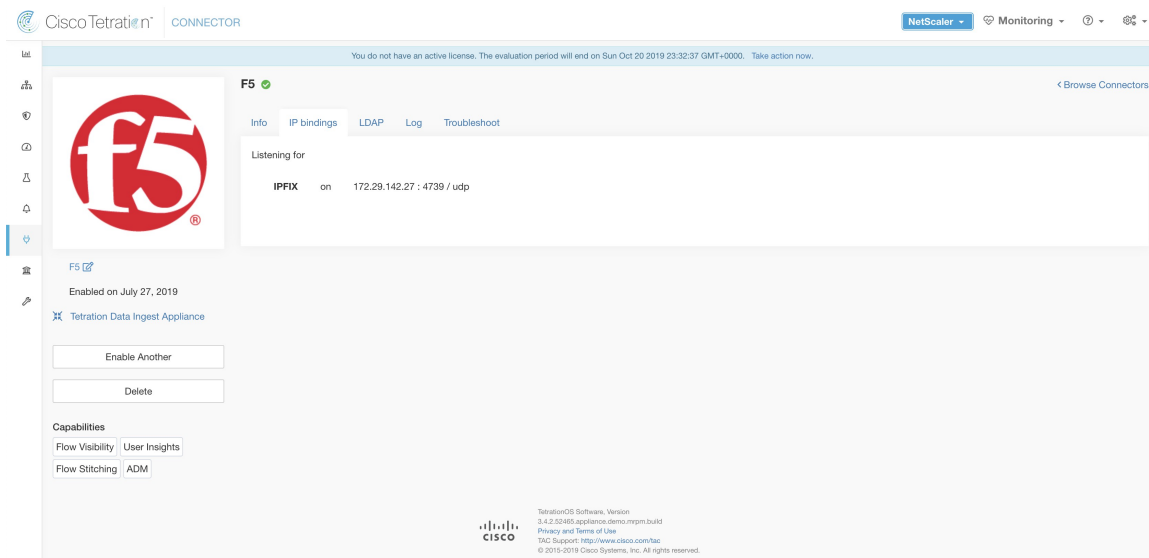 Cisco Tetration™ CONNECTOR NetScaler Monitoring
You do not have an active license. The evaluation period will end on Sun Oct 20 2019 23:32:37 GMT+0000. Take action now.
F5 < Browse Connectors
Info IP bindings LDAP Log Troubleshoot
Listening for
IPFIX on 172.29.142.27 : 4739 / udp
f5®
F5
Enabled on July 27, 2019
Tetration Data Ingest Appliance
Enable Another
Delete
Capabilities
Flow Visibility User Insights
Flow Stitching ADM
CISCO
TetrationOS Software, Version
3.4.2.52465.appliance.demo.mrpm.build
Privacy and Terms of Use
TAC Support: http://www.cisco.com/tac
© 2015-2019 Cisco Systems, Inc. All rights reserved.